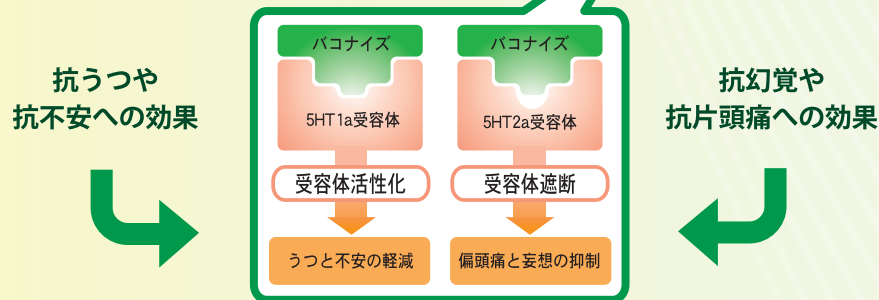 抗うつや
抗不安への効果
バコナイズ
5HT1a受容体
受容体活性化
うつと不安の軽減
バコナイズ
5HT2a受容体
受容体遮断
偏頭痛と妄想の抑制
抗幻覚や
抗片頭痛への効果